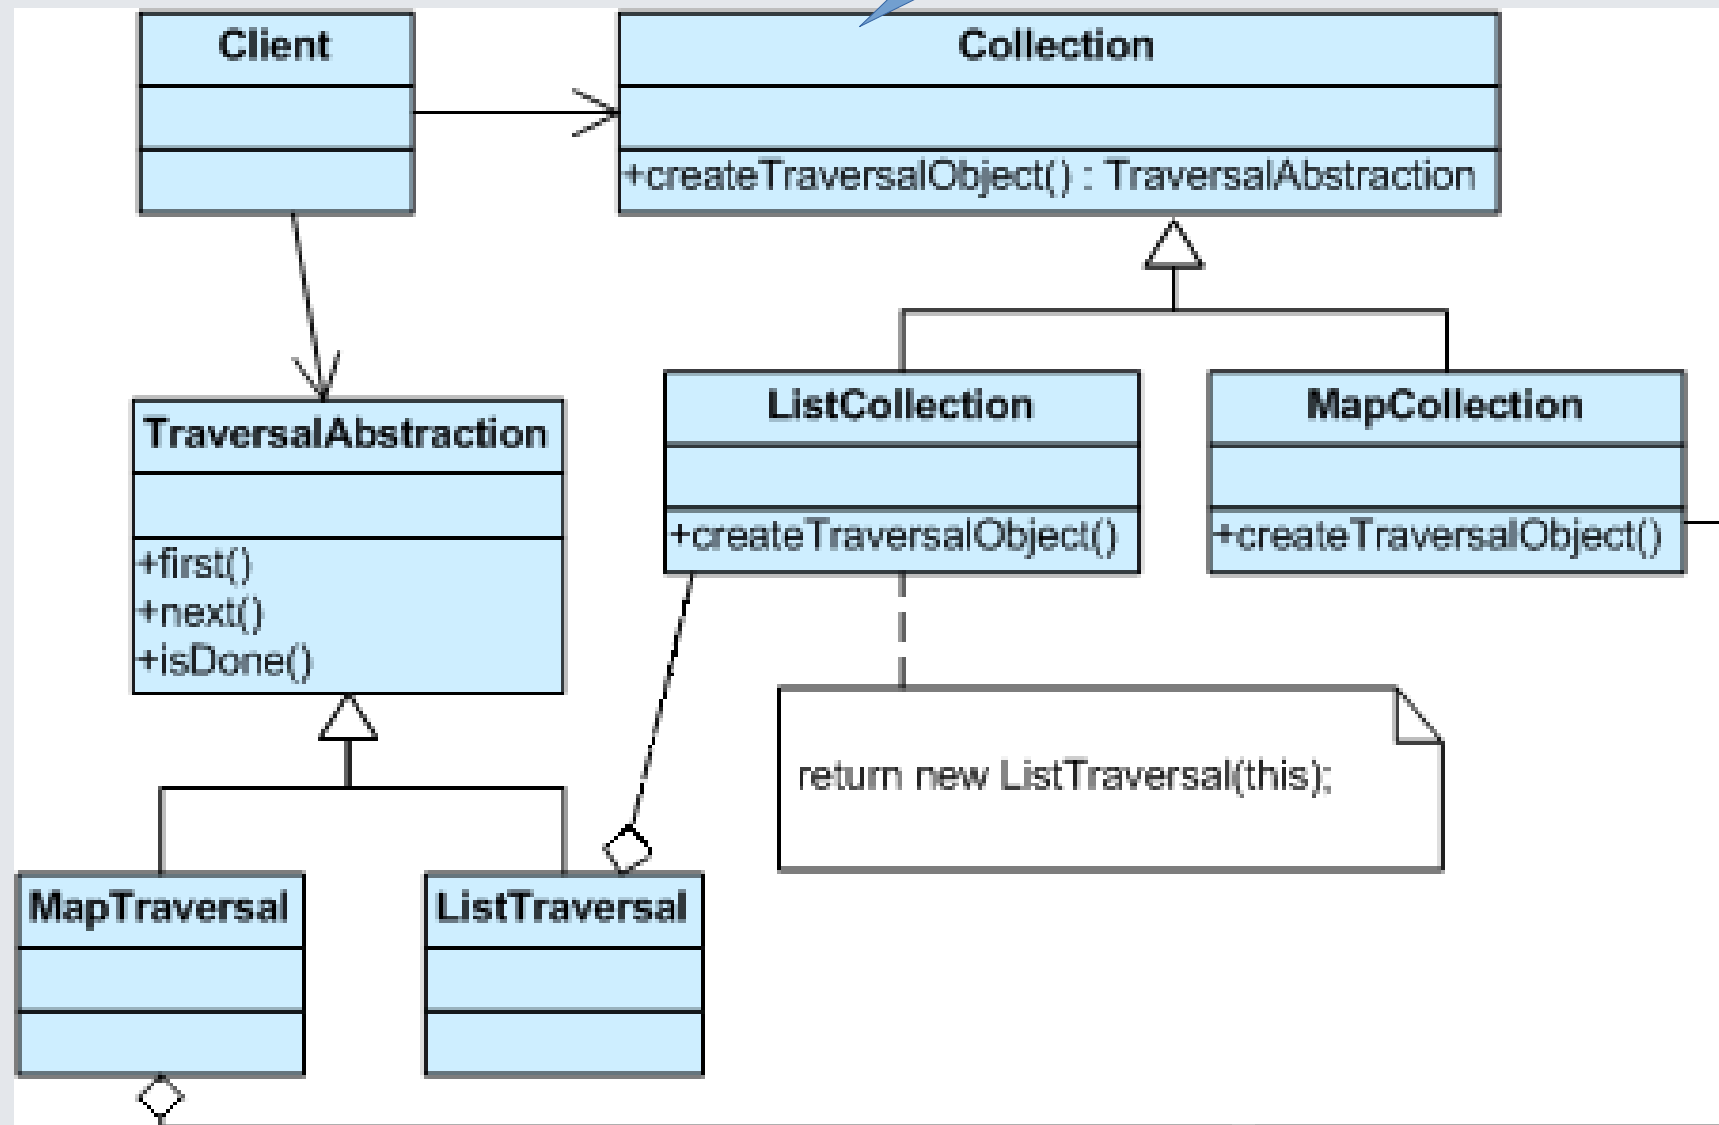 Client
Collection
+createTraversalObject() : TraversalAbstraction
TraversalAbstraction
+first()
+next()
+isDone()
ListCollection
+createTraversalObject()
MapCollection
+createTraversalObject()
return new ListTraversal(this);
MapTraversal
ListTraversal